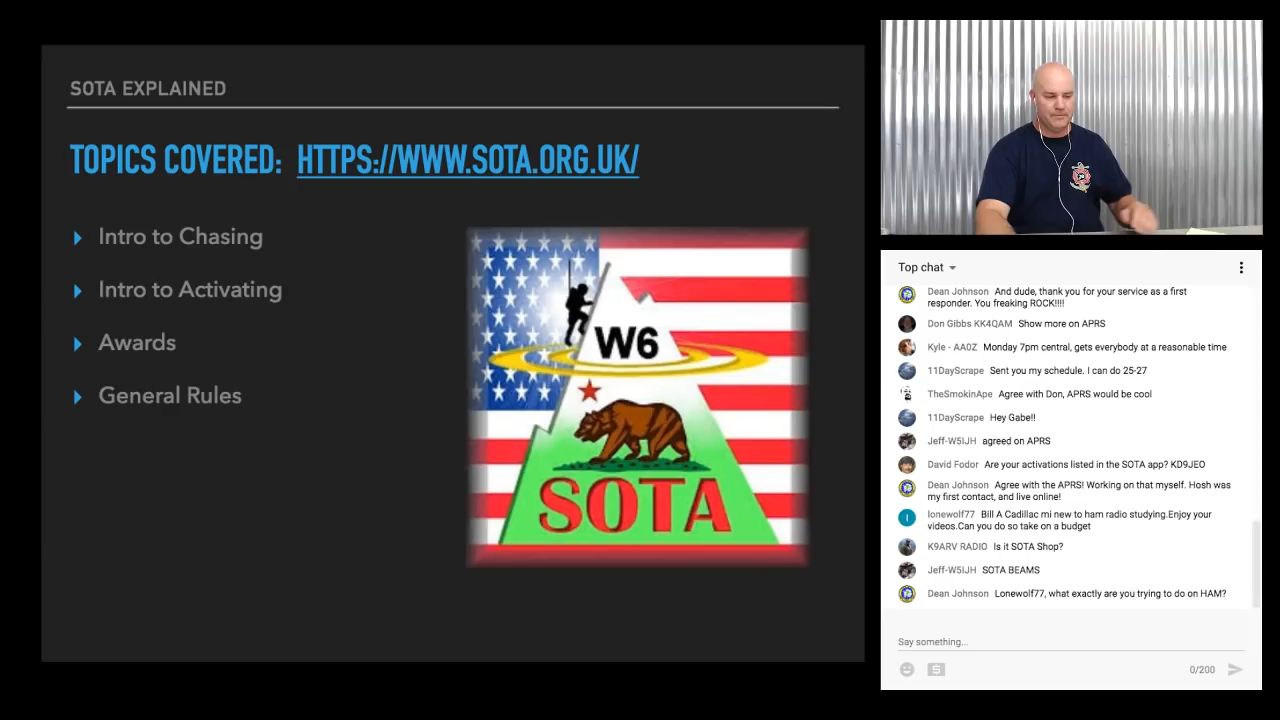 SOTA EXPLAINED
TOPICS COVERED: HTTPS://WWW.SOTA.ORG.UK/
Intro to Chasing
Intro to Activating
Awards
General Rules
W6
SOTA
Top chat
Dean Johnson And dude, thank you for your service as a first
responder. You freaking ROCK!!!!
Don Gibbs KK4QAM Show more on APRS
Kyle - AA0Z Monday 7pm central, gets everybody at a reasonable time
11DayScrape Sent you my schedule. I can do 25-27
TheSmokinApe Agree with Don, APRS would be cool
11DayScrape Hey Gabe!!
Jeff-W5IJH agreed on APRS
David Fodor Are your activations listed in the SOTA app? KD9JEO
Dean Johnson Agree with the APRS! Working on that myself. Hosh was
my first contact, and live online!
I
lonewolf77 Bill A Cadillac mi new to ham radio studying.Enjoy your
videos.Can you do so take on a budget
K9ARV RADIO Is it SOTA Shop?
Jeff-W5IJH SOTA BEAMS
Dean Johnson Lonewolf77, what exactly are you trying to do on HAM?
Say something...
0/200